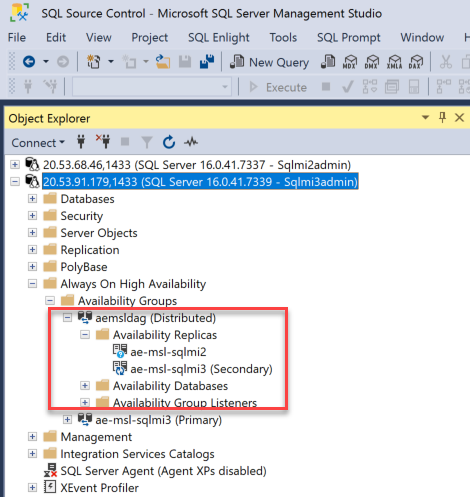 SQL Source Control - Microsoft SQL Server Management Studio
File Edit View Project SQL Enlight Tools SQL Prompt Window H
New Query MDX DMX XMLA DAX
Execute
Object Explorer
Connect
20.53.68.46,1433 (SQL Server 16.0.41.7337 - Sqlmi2admin)
20.53.91.179,1433 (SQL Server 16.0.41.7339 - Sqlmi3admin)
Databases
Security
Server Objects
Replication
PolyBase
Always On High Availability
Availability Groups
aemsldag (Distributed)
Availability Replicas
ae-msl-sqlmi2
ae-msl-sqlmi3 (Secondary)
Availability Databases
Availability Group Listeners
ae-msl-sqlmi3 (Primary)
Management
Integration Services Catalogs
SQL Server Agent (Agent XPs disabled)
XEvent Profiler